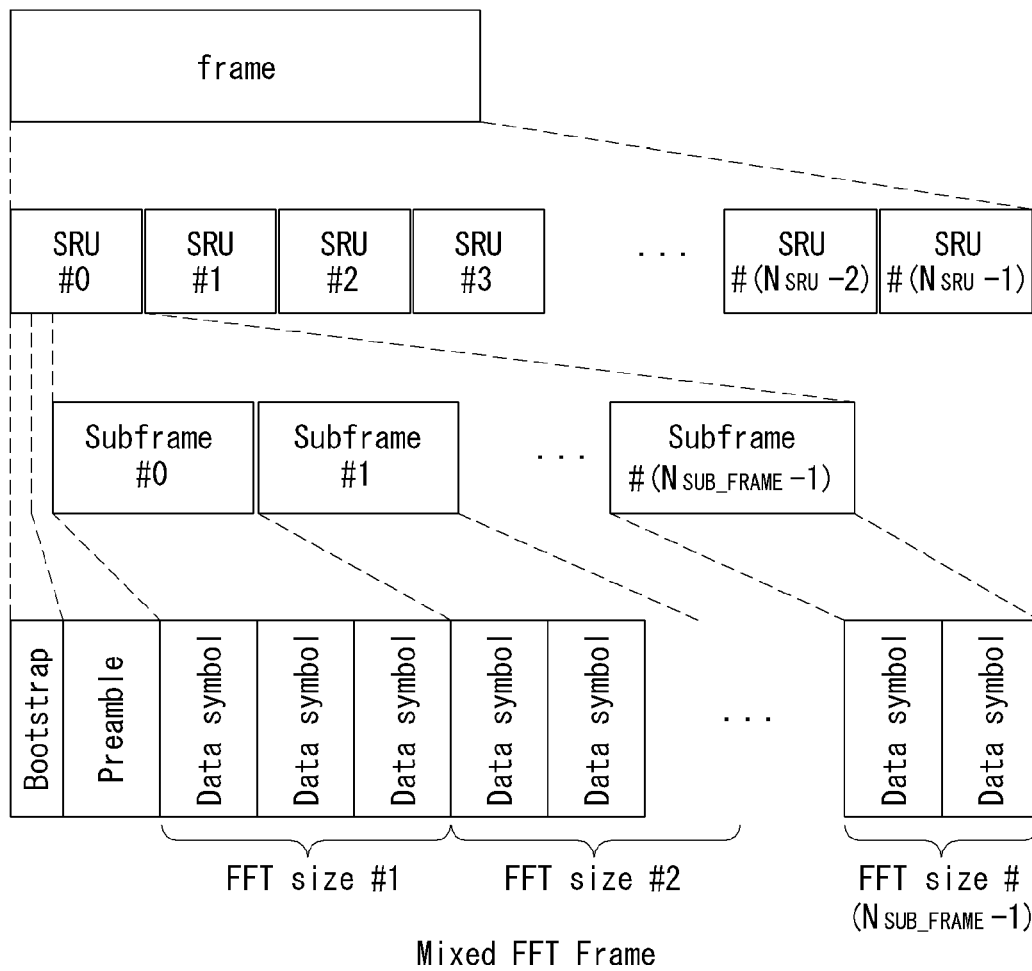 frame
SRU
#0
SRU
#1
SRU
#2
SRU
#3
...
SRU
#(NSRU-2)
SRU
#(NSRU-1)
Subframe
#0
Subframe
#1
...
Subframe
#(NSUB_FRAME-1)
Bootstrap
Preamble
Data symbol
Data symbol
Data symbol
Data symbol
Data symbol
...
Data symbol
Data symbol
FFT size #1
FFT size #2
FFT size #
(NSUB_FRAME-1)
Mixed FFT Frame